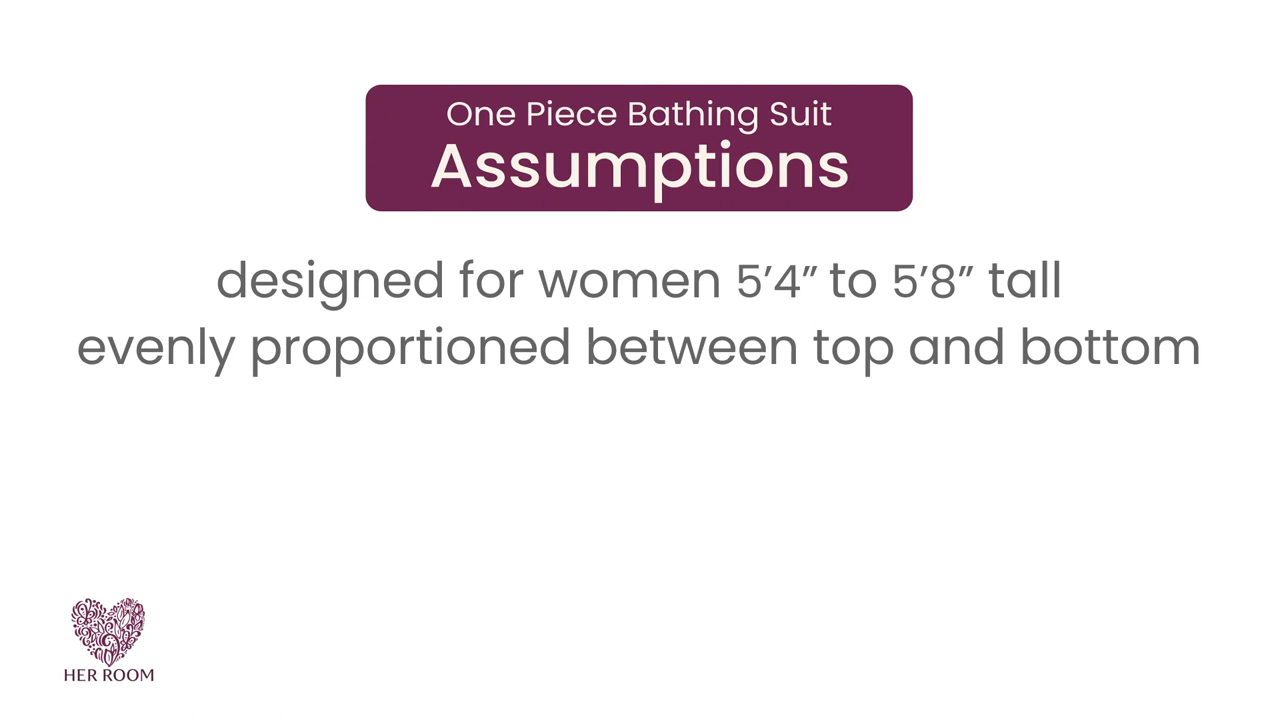 One Piece Bathing Suit
Assumptions
designed for women 5’4” to 5’8” tall
evenly proportioned between top and bottom
HER ROOM